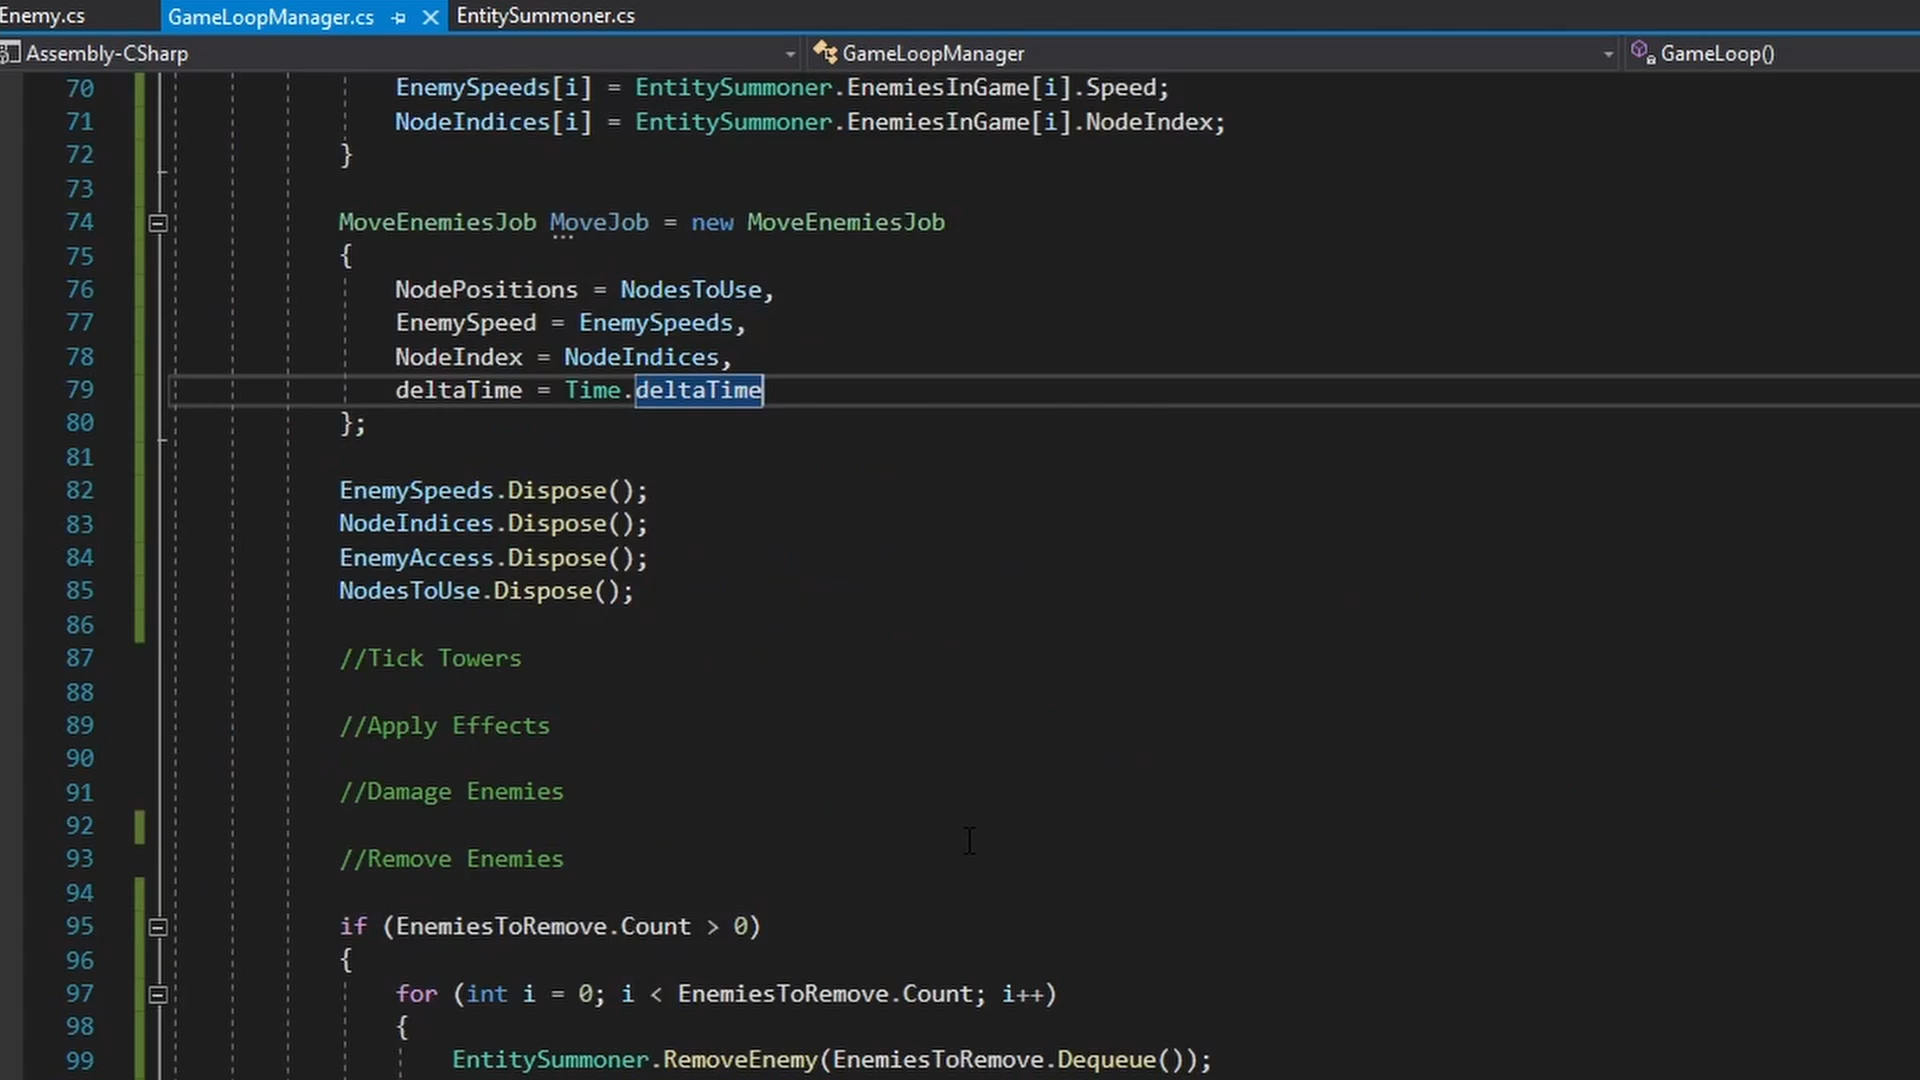 Enemy.cs GameLoopManager.cs EntitySummoner.cs
Assembly-CSharp GameLoopManager GameLoop()
70 EnemySpeeds[i] = EntitySummoner.EnemiesInGame[i].Speed;
71 NodeIndices[i] = EntitySummoner.EnemiesInGame[i].NodeIndex;
72 }
73
74 MoveEnemiesJob MoveJob = new MoveEnemiesJob
75 {
76 NodePositions = NodesToUse,
77 EnemySpeed = EnemySpeeds,
78 NodeIndex = NodeIndices,
79 deltaTime = Time.deltaTime
80 };
81
82 EnemySpeeds.Dispose();
83 NodeIndices.Dispose();
84 EnemyAccess.Dispose();
85 NodesToUse.Dispose();
86
87 //Tick Towers
88
89 //Apply Effects
90
91 //Damage Enemies
92
93 //Remove Enemies
94
95 if (EnemiesToRemove.Count > 0)
96 {
97 for (int i = 0; i < EnemiesToRemove.Count; i++)
98 {
99 EntitySummoner.RemoveEnemy(EnemiesToRemove.Dequeue());